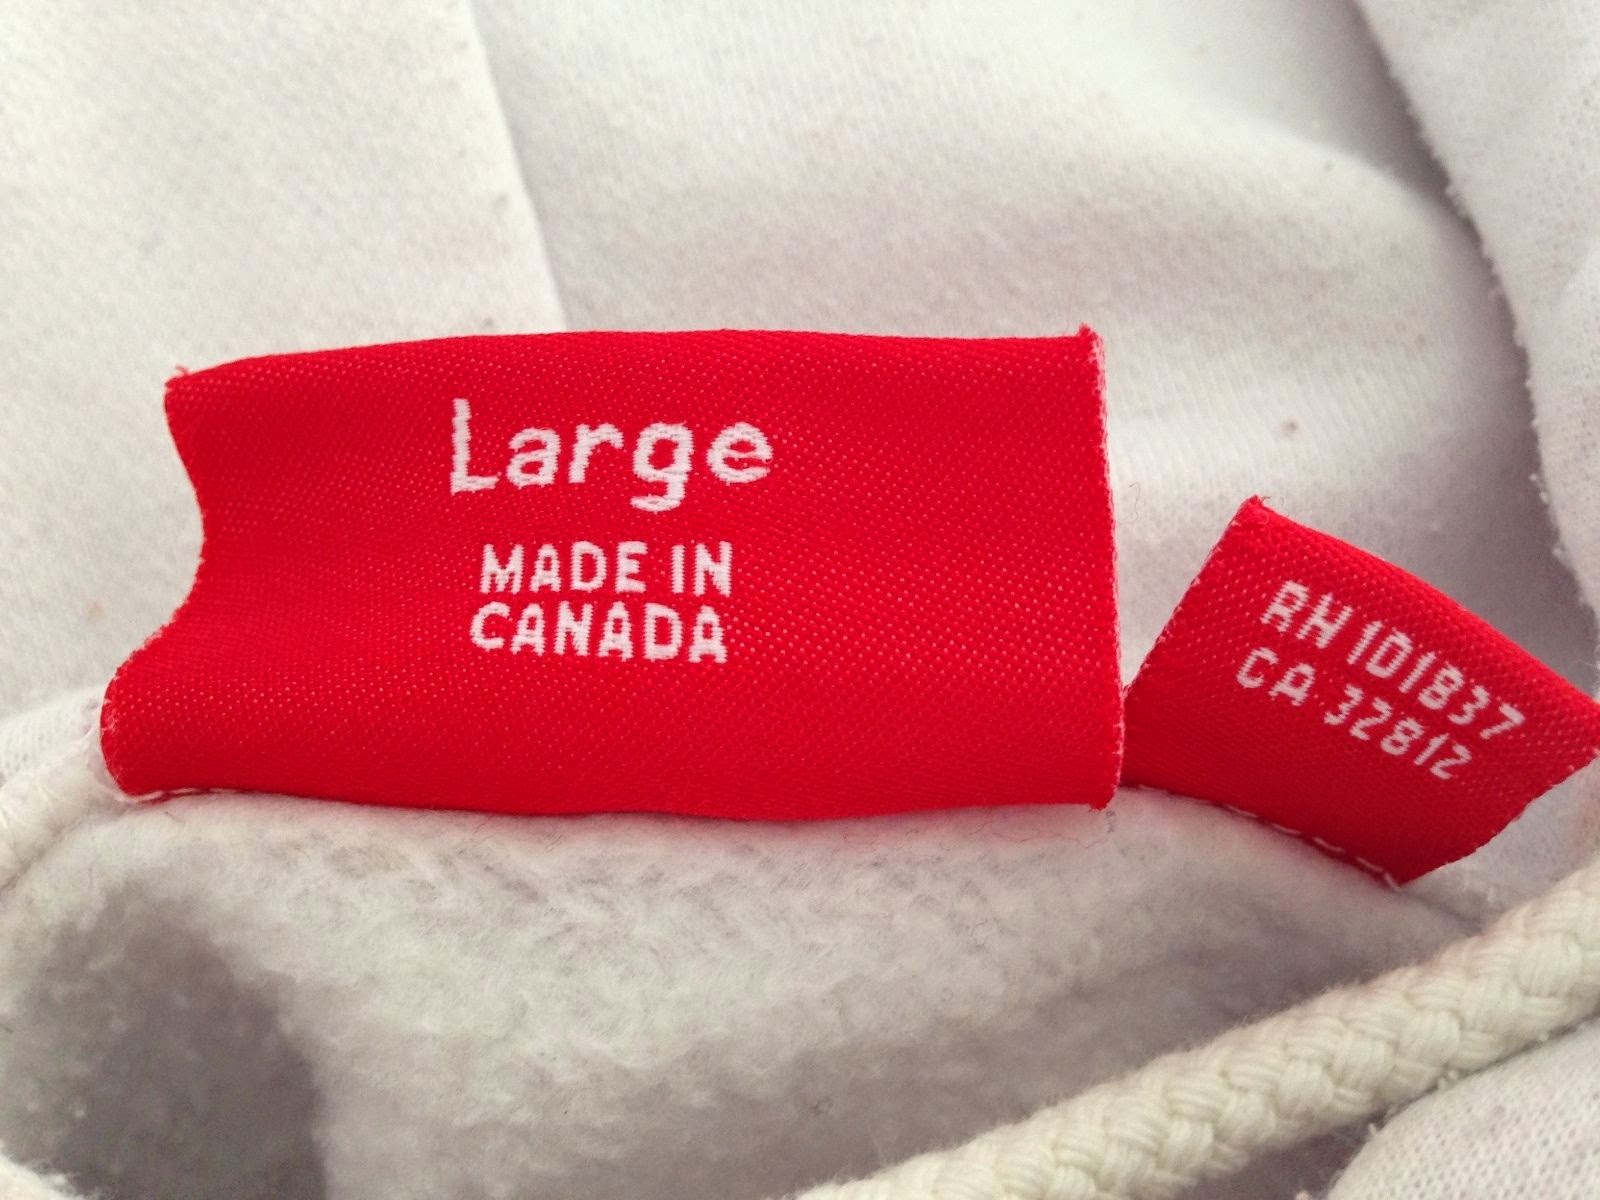 Large
MADE IN
CANADA
RN 101837
CA 32812